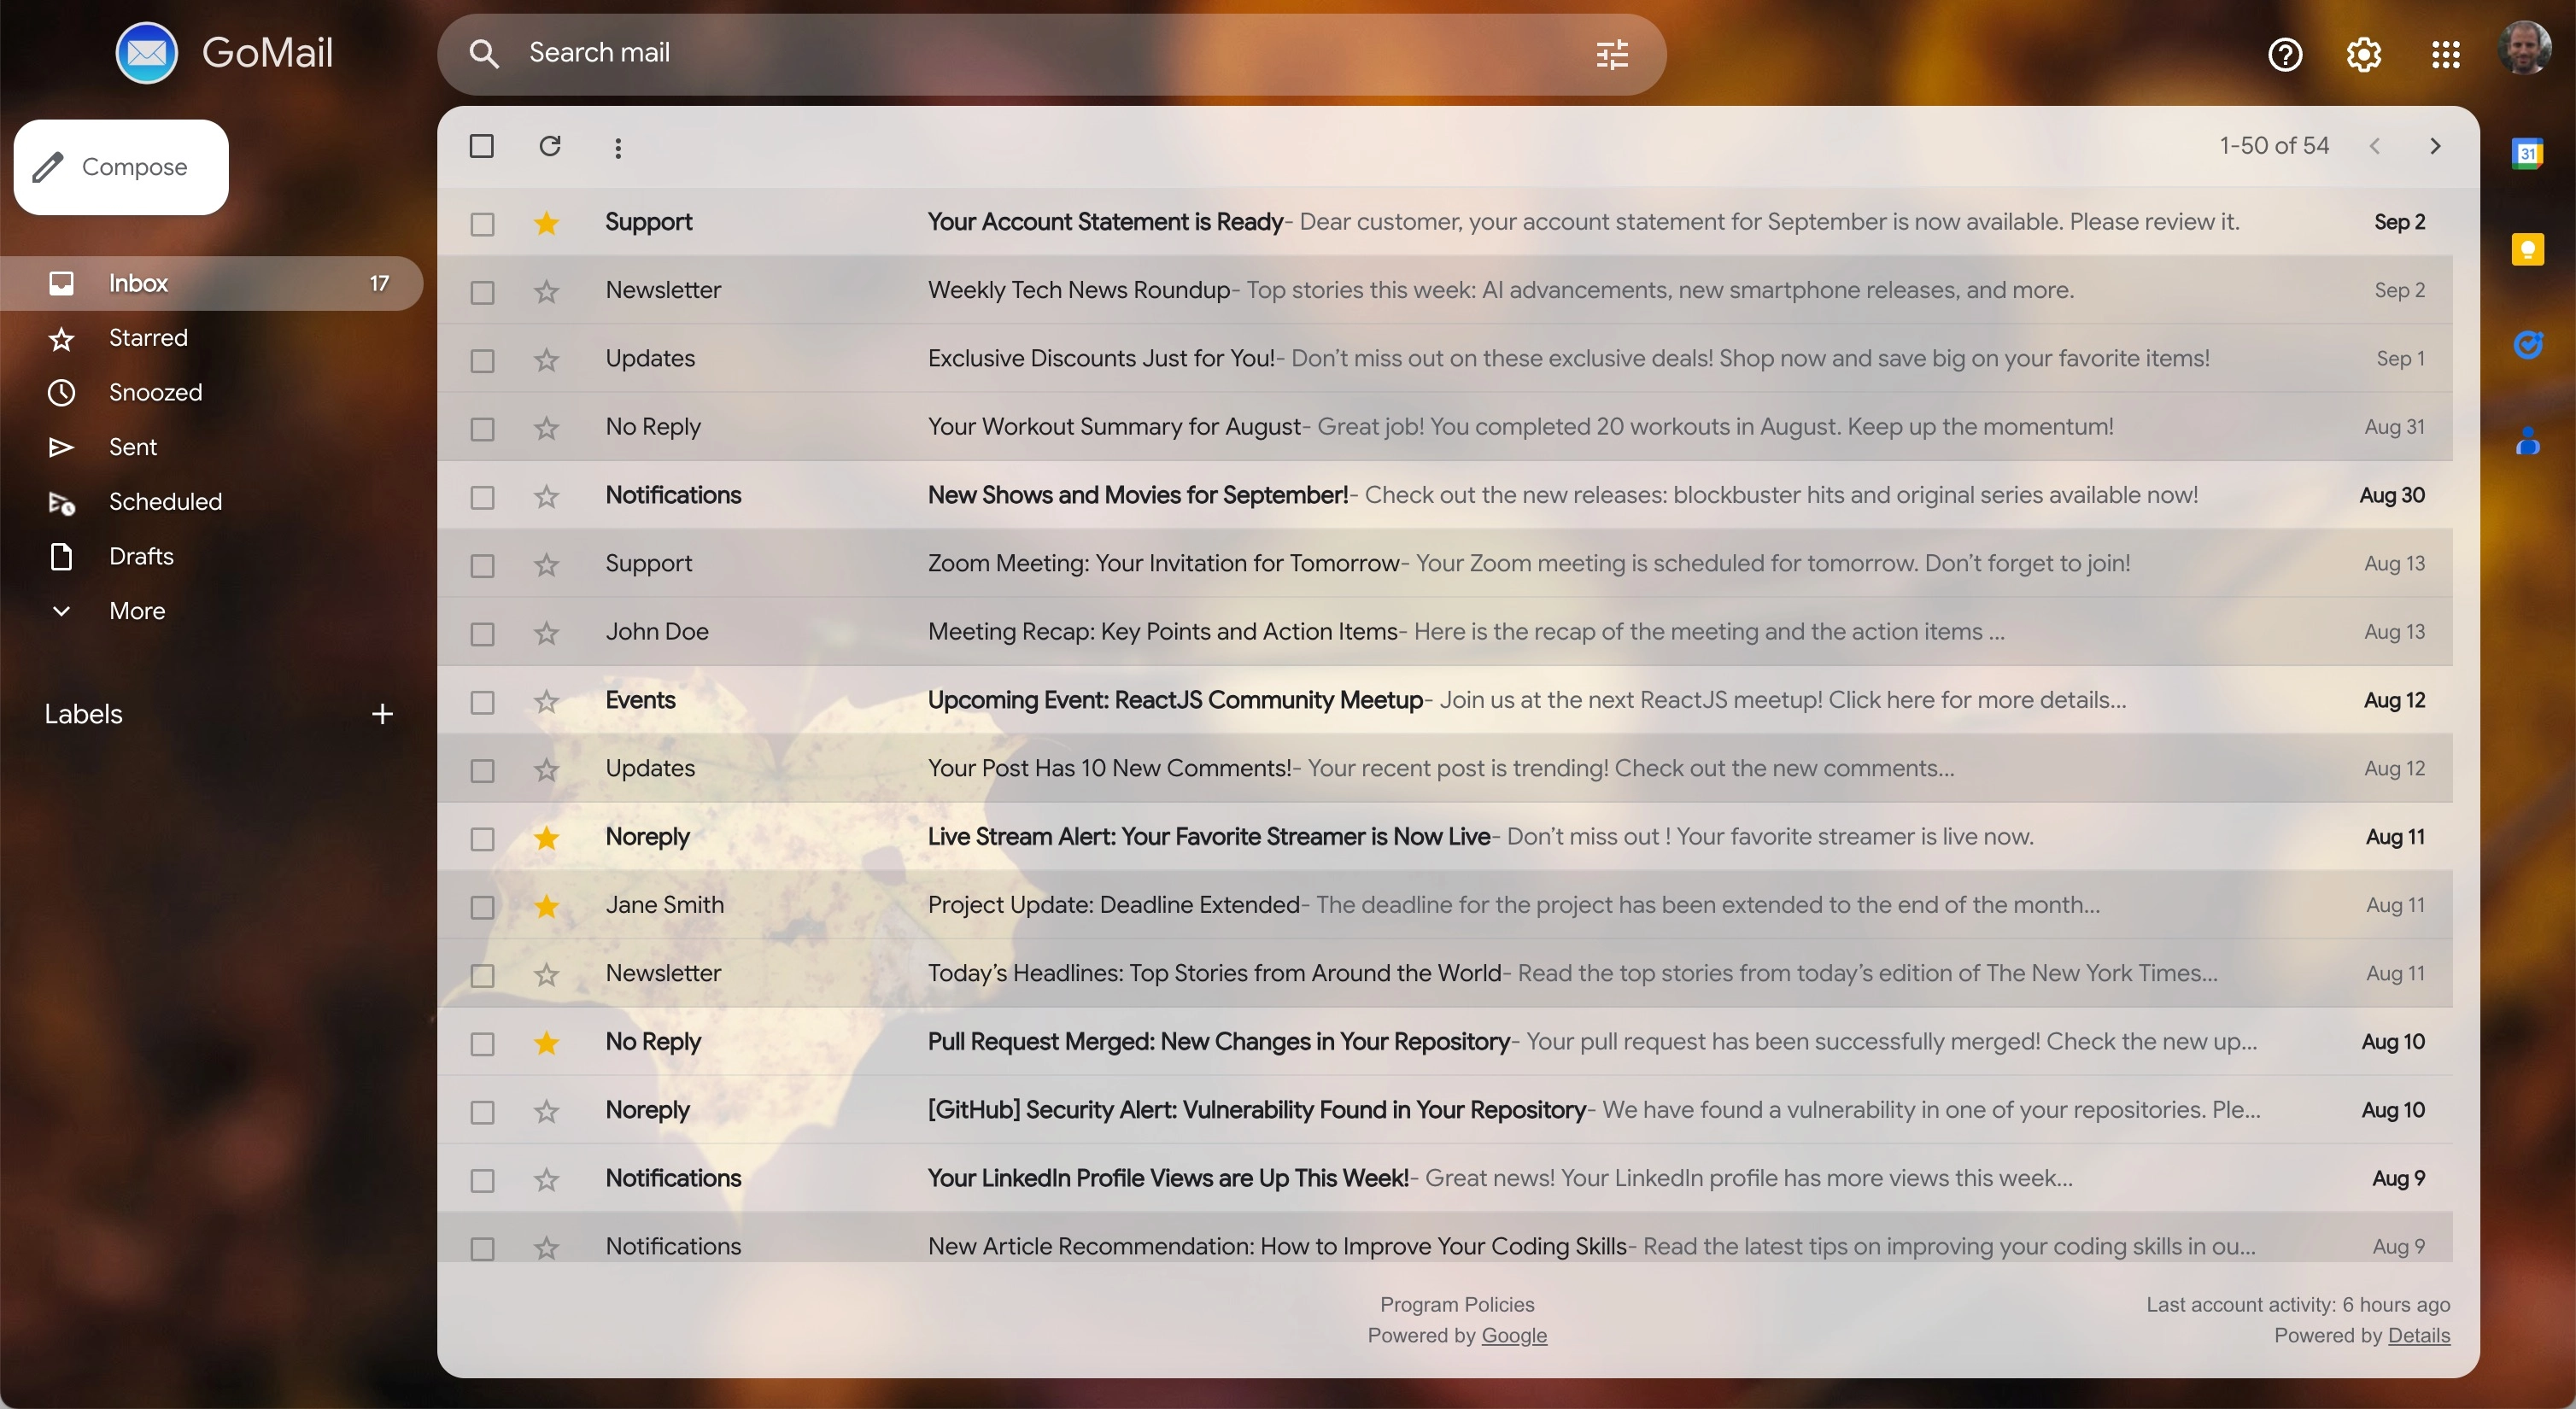 GoMail
Search mail
Compose
Inbox 17
Starred
Snoozed
Sent
Scheduled
Drafts
More
Labels
1-50 of 54
31
Support Your Account Statement is Ready- Dear customer, your account statement for September is now available. Please review it. Sep 2
Newsletter Weekly Tech News Roundup- Top stories this week: AI advancements, new smartphone releases, and more. Sep 2
Updates Exclusive Discounts Just for You!- Don’t miss out on these exclusive deals! Shop now and save big on your favorite items! Sep 1
No Reply Your Workout Summary for August- Great job! You completed 20 workouts in August. Keep up the momentum! Aug 31
Notifications New Shows and Movies for September!- Check out the new releases: blockbuster hits and original series available now! Aug 30
Support Zoom Meeting: Your Invitation for Tomorrow- Your Zoom meeting is scheduled for tomorrow. Don’t forget to join! Aug 13
John Doe Meeting Recap: Key Points and Action Items- Here is the recap of the meeting and the action items ... Aug 13
Events Upcoming Event: ReactJS Community Meetup- Join us at the next ReactJS meetup! Click here for more details... Aug 12
Updates Your Post Has 10 New Comments!- Your recent post is trending! Check out the new comments... Aug 12
Noreply Live Stream Alert: Your Favorite Streamer is Now Live- Don’t miss out ! Your favorite streamer is live now. Aug 11
Jane Smith Project Update: Deadline Extended- The deadline for the project has been extended to the end of the month... Aug 11
Newsletter Today’s Headlines: Top Stories from Around the World- Read the top stories from today’s edition of The New York Times... Aug 11
No Reply Pull Request Merged: New Changes in Your Repository- Your pull request has been successfully merged! Check the new up... Aug 10
Noreply [GitHub] Security Alert: Vulnerability Found in Your Repository- We have found a vulnerability in one of your repositories. Ple... Aug 10
Notifications Your LinkedIn Profile Views are Up This Week!- Great news! Your LinkedIn profile has more views this week... Aug 9
Notifications New Article Recommendation: How to Improve Your Coding Skills- Read the latest tips on improving your coding skills in ou... Aug 9
Program Policies
Powered by Google
Last account activity: 6 hours ago
Powered by Details